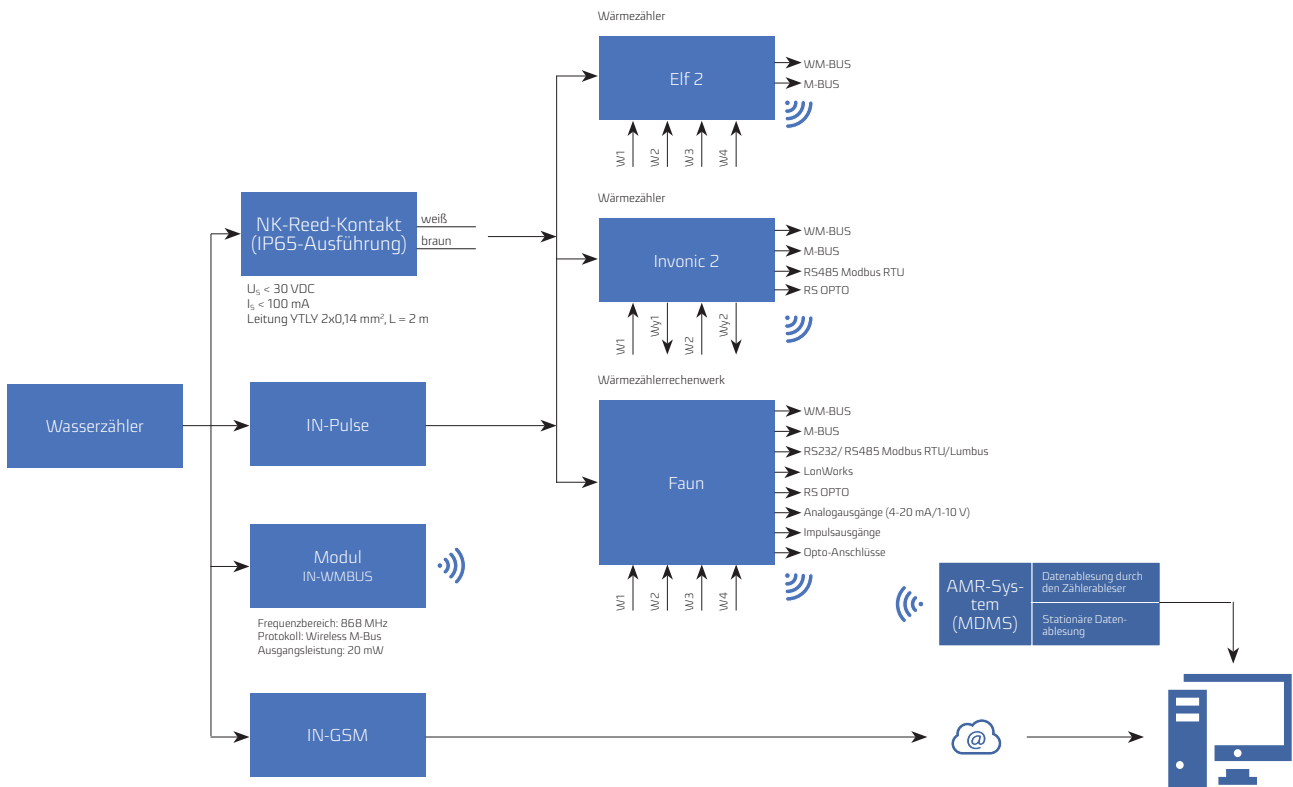 Wärmezähler
Elf 2
WM-BUS
M-BUS
W1
W2
W3
W4
NK-Reed-Kontakt
(IP65-Ausführung)
weiß
braun
U₅ < 30 VDC
I₅ < 100 mA
Leitung YTLY 2x0,14 mm², L = 2 m
Wärmezähler
Invonic 2
WM-BUS
M-BUS
RS485 Modbus RTU
RS OPTO
W1
Wy1
W2
Wy2
Wasserzähler
IN-Pulse
Wärmezählerrechenwerk
Faun
WM-BUS
M-BUS
RS232/ RS485 Modbus RTU/Lumbus
LonWorks
RS OPTO
Analogausgänge (4-20 mA/1-10 V)
Impulsausgänge
Opto-Anschlüsse
W1
W2
W3
W4
Modul
IN-WMBUS
Frequenzbereich: 868 MHz
Protokoll: Wireless M-Bus
Ausgangsleistung: 20 mW
AMR-Sys-
tem
(MDMS)
Datenablesung durch
den Zählerableser
Stationäre Daten-
ablesung
IN-GSM
@